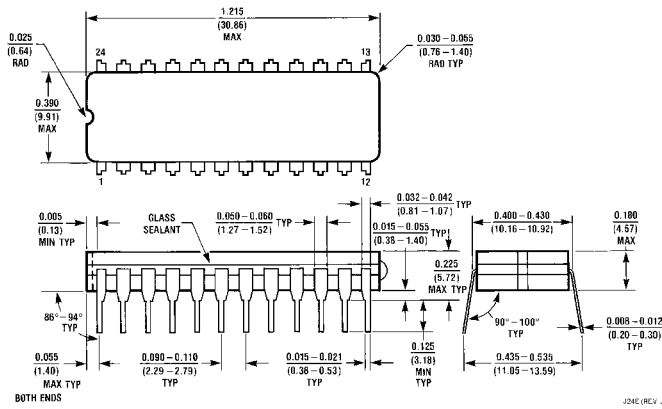 1.215
(30.86)
MAX
0.025
(0.64)
RAD
24
13
0.030–0.055
(0.76–1.40)
RAD TYP
0.390
(9.91)
MAX
1
12
0.005
(0.13)
MIN TYP
GLASS
SEALANT
0.050–0.060
(1.27–1.52)
TYP
0.032–0.042
(0.81–1.07)
TYP
0.015–0.055
(0.38–1.40)
TYP
0.225
(5.72)
MAX TYP
0.400–0.430
(10.16–10.92)
0.180
(4.57)
MAX
86°–94°
TYP
90°–100°
TYP
0.008–0.012
(0.20–0.30)
TYP
0.055
(1.40)
MAX TYP
BOTH ENDS
0.090–0.110
(2.29–2.79)
TYP
0.015–0.021
(0.38–0.53)
TYP
0.125
(3.18)
MIN
TYP
0.435–0.535
(11.05–13.59)
J24E (REV